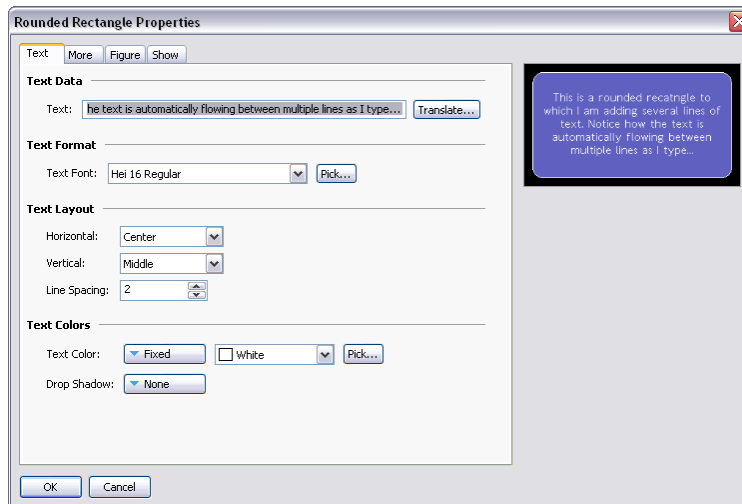 Rounded Rectangle Properties
Text More Figure Show
Text Data
Text: he text is automatically flowing between multiple lines as I type... Translate...
Text Format
Text Font: Hei 16 Regular Pick...
Text Layout
Horizontal: Center
Vertical: Middle
Line Spacing: 2
Text Colors
Text Color: Fixed White Pick...
Drop Shadow: None
OK Cancel
This is a rounded recatngle to
which I am adding several lines of
text. Notice how the text is
automatically flowing between
multiple lines as I type...